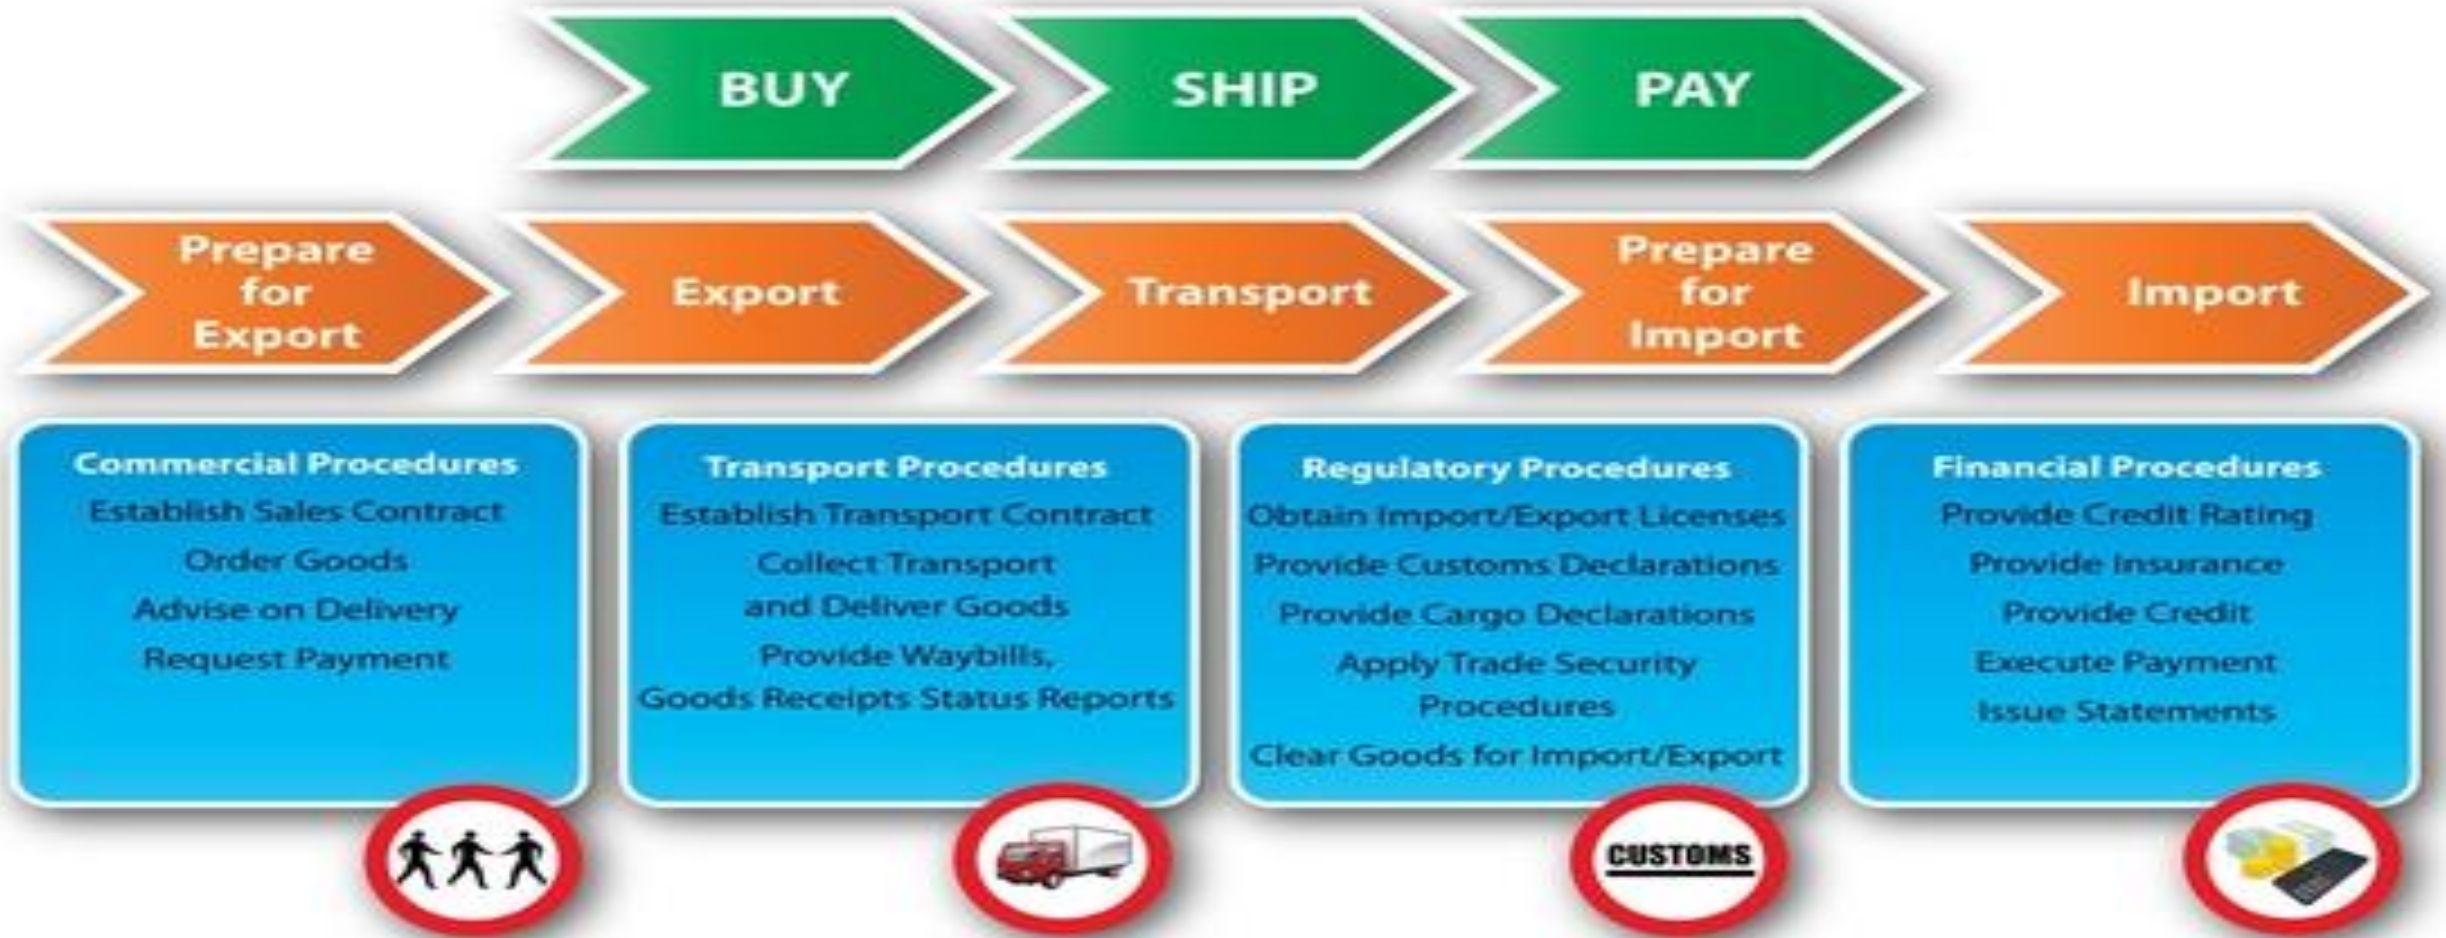 BUY
SHIP
PAY
Prepare
for
Export
Export
Transport
Prepare
for
Import
Import
Commercial Procedures
Establish Sales Contract
Order Goods
Advise on Delivery
Request Payment
Transport Procedures
Establish Transport Contract
Collect Transport
and Deliver Goods
Provide Waybills,
Goods Receipts Status Reports
Regulatory Procedures
Obtain Import/Export Licenses
Provide Customs Declarations
Provide Cargo Declarations
Apply Trade Security
Procedures
Clear Goods for Import/Export
Financial Procedures
Provide Credit Rating
Provide Insurance
Provide Credit
Execute Payment
Issue Statements
CUSTOMS